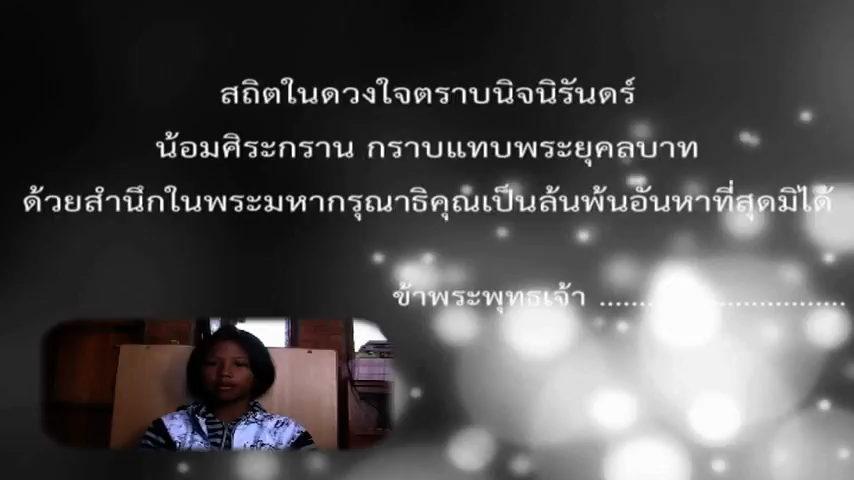 สถิตในดวงใจตราบนิจนิรันดร์
น้อมศิระกราน กราบแทบพระยุคลบาท
ด้วยสำนึกในพระมหากรุณาธิคุณเป็นล้นพ้นอันหาที่สุดมิได้
ข้าพระพุทธเจ้า ..................................